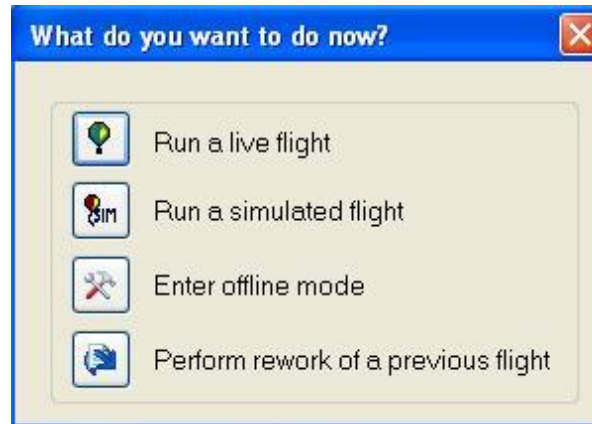 What do you want to do now?
Run a live flight
SIM
Run a simulated flight
Enter offline mode
Perform rework of a previous flight